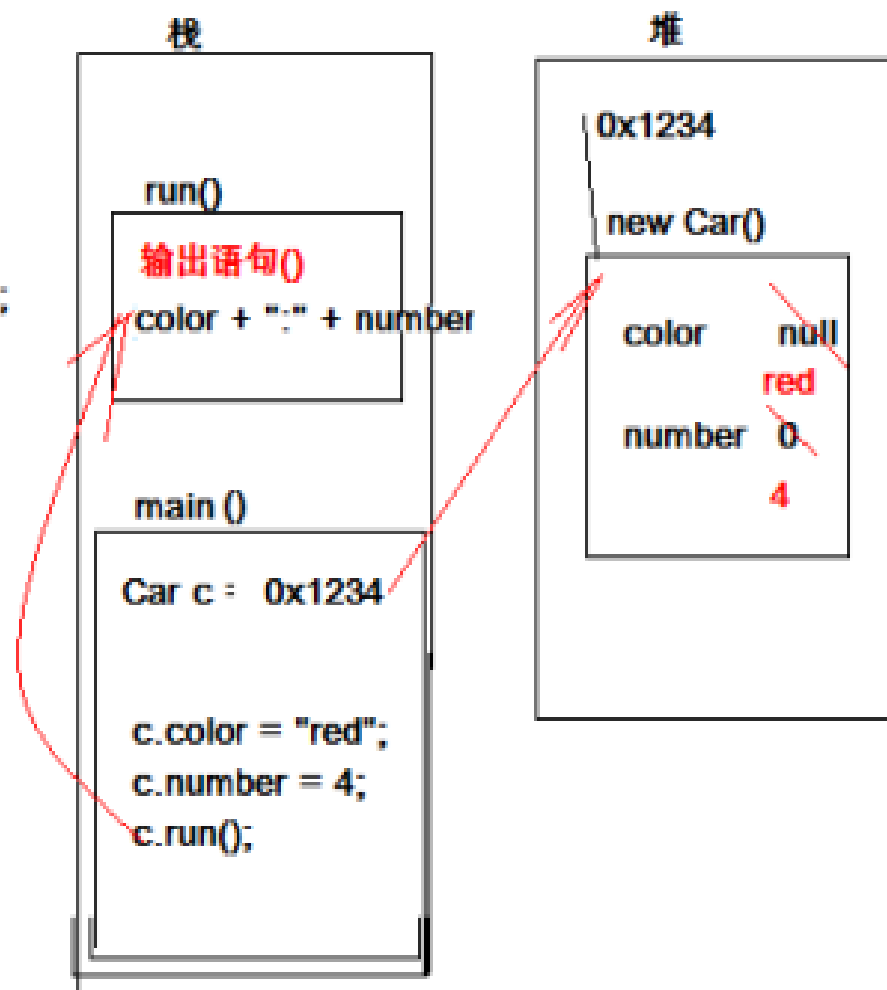 栈
run()
输出语句()
color + ":" + number
;
main ()
Car c = 0x1234
c.color = "red";
c.number = 4;
c.run();
堆
0x1234
new Car()
color null
red
number 0
4